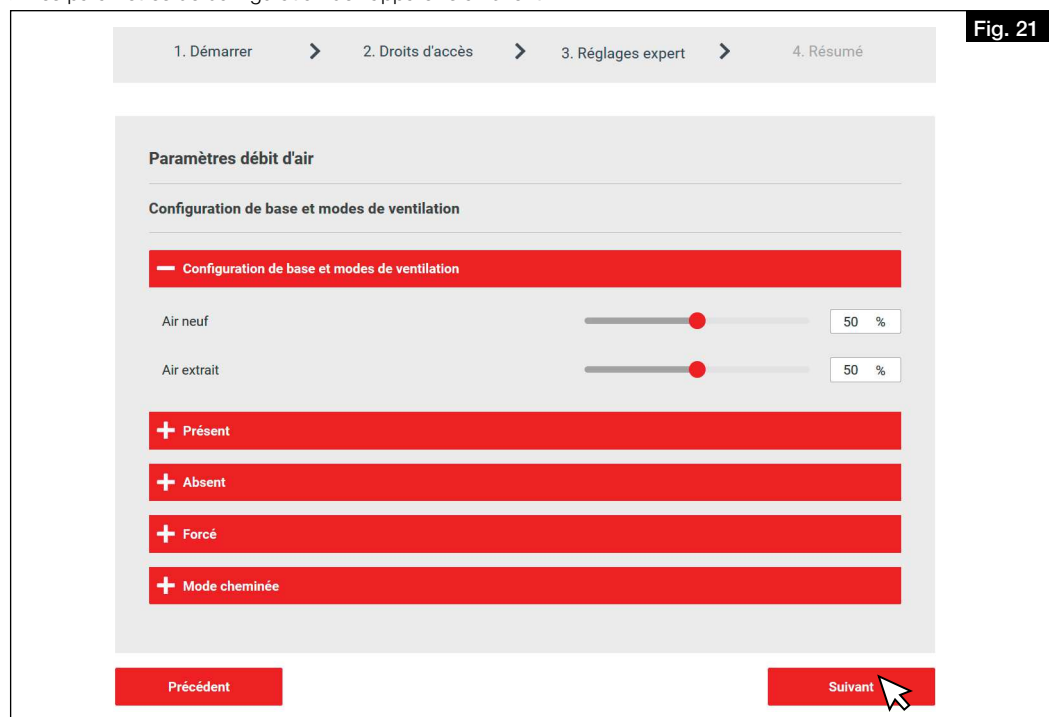 Fig. 21
1. Démarrer > 2. Droits d'accès > 3. Réglages expert > 4. Résumé
Paramètres débit d'air
Configuration de base et modes de ventilation
Configuration de base et modes de ventilation
Air neuf 50 %
Air extrait 50 %
Présent
Absent
Forcé
Mode cheminée
Précédent Suivant